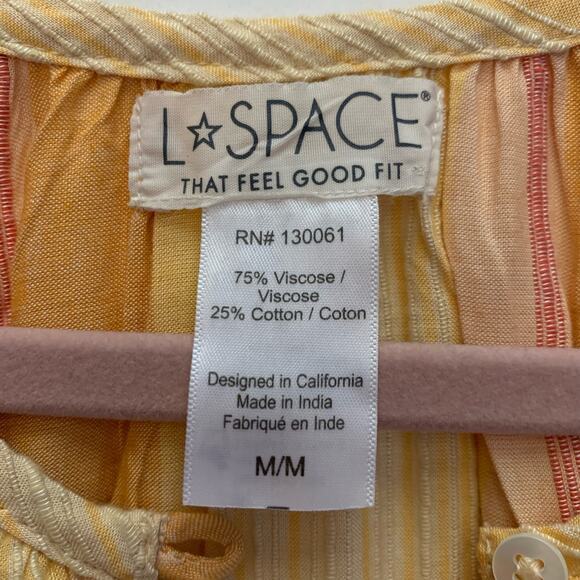 L☆SPACE®
THAT FEEL GOOD FIT
RN# 130061
75% Viscose /
Viscose
25% Cotton / Coton
Designed in California
Made in India
Fabriqué en Inde
M/M